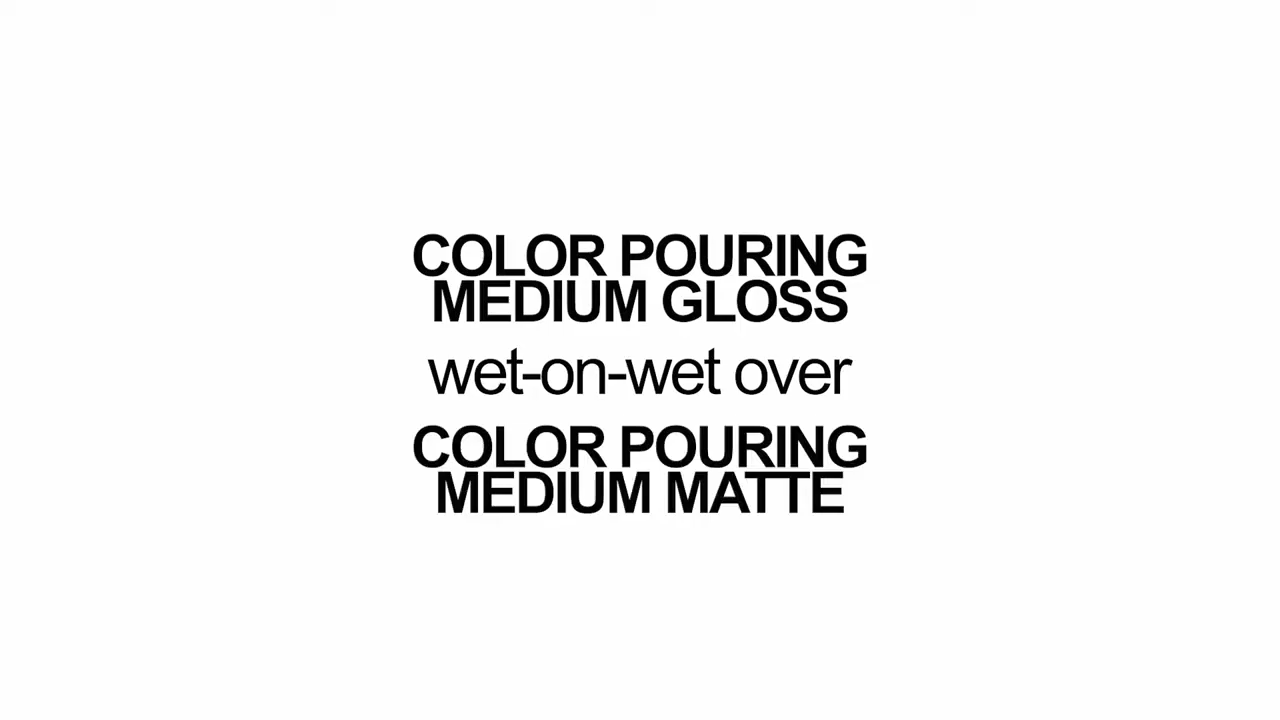 COLOR POURING
MEDIUM GLOSS
wet-on-wet over
COLOR POURING
MEDIUM MATTE